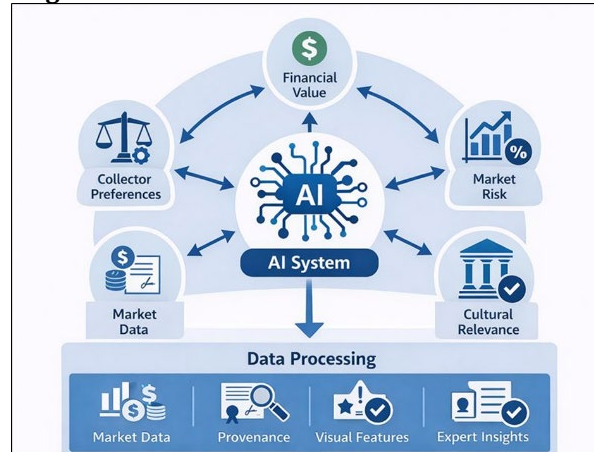 $
Financial
Value
Collector
Preferences
%
Market
Risk
AI
AI System
$
Market
Data
Cultural
Relevance
Data Processing
$
$
Market Data
Provenance
Visual Features
Expert Insights